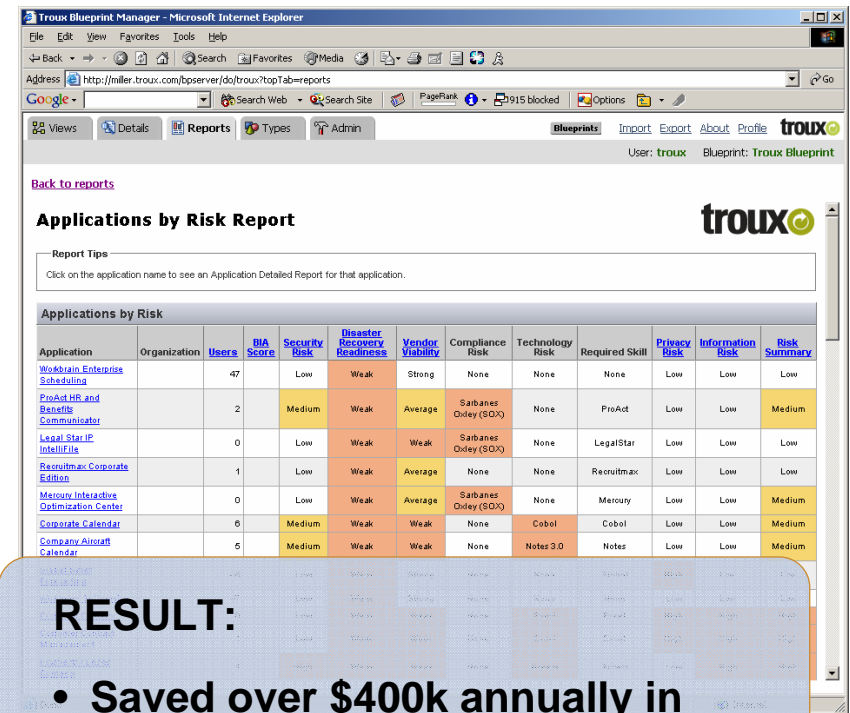 Troux Blueprint Manager - Microsoft Internet Explorer
File Edit View Favorites Tools Help
Back Search Favorites Media
Address http://miller.troux.com/bpserver/do/troux?topTab=reports Go
Google - Search Web Search Site PageRank 915 blocked Options
Views Details Reports Types Admin Blueprints Import Export About Profile troux
User: troux Blueprint: Troux Blueprint
Back to reports
Applications by Risk Report troux
Report Tips
Click on the application name to see an Application Detailed Report for that application.
Applications by Risk
Application Organization Users BIA Score Security Risk Disaster Recovery Readiness Vendor Viability Compliance Risk Technology Risk Required Skill Privacy Risk Information Risk Risk Summary
Workbrain Enterprise Scheduling 47 Low Weak Strong None None None Low Low Low
ProAct HR and Benefits Communicator 2 Medium Weak Average Sarbanes Oxley (SOX) None ProAct Low Low Medium
Legal Star IP IntelliFile 0 Low Weak Weak Sarbanes Oxley (SOX) None LegalStar Low Low Low
Recruitmax Corporate Edition 1 Low Weak Average None None Recruitmax Low Low Low
Mercury Interactive Optimization Center 0 Low Weak Average Sarbanes Oxley (SOX) None Mercury Low Low Medium
Corporate Calendar 6 Medium Weak Weak None Cobol Cobol Low Low Medium
Company Aircraft Calendar 5 Medium Weak Weak None Notes 3.0 Notes Low Low Medium
RESULT:
• Saved over $400k annually in